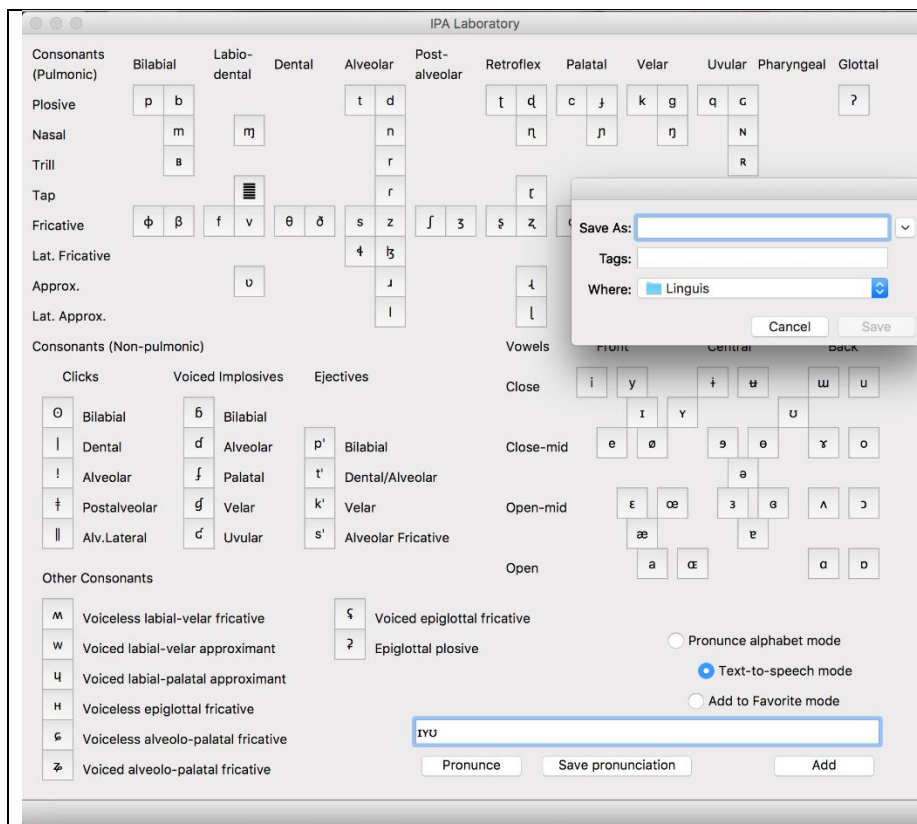 IPA Laboratory
Consonants (Pulmonic) Bilabial Labio-dental Dental Alveolar Post-alveolar Retroflex Palatal Velar Uvular Pharyngeal Glottal
Plosive p b t d ʈ ɖ c ɟ k g q ɢ ʔ
Nasal m ɱ n ɳ ɲ ŋ ɴ
Trill ʙ r ʀ
Tap ɾ ɽ
Fricative ɸ β f v θ ð s z ʃ ʒ ʂ ʐ
Lat. Fricative ɬ ɮ
Approx. ʋ ɹ ɻ
Lat. Approx. l ɭ
Save As:
Tags:
Where: Linguis
Cancel Save
Consonants (Non-pulmonic)
Clicks Voiced Implosives Ejectives
ʘ Bilabial ɓ Bilabial
ǀ Dental ɗ Alveolar p' Bilabial
ǃ Alveolar ʄ Palatal t' Dental/Alveolar
ǂ Postalveolar ɠ Velar k' Velar
ǁ Alv.Lateral ʛ Uvular s' Alveolar Fricative
Vowels Front Central Back
Close i y ɨ ʉ ɯ u
ɪ ʏ ʊ
Close-mid e ø ɘ ɵ ɤ o
ə
Open-mid ɛ œ ɜ ɞ ʌ ɔ
æ ɐ
Open a ɶ ɑ ɒ
Other Consonants
ʍ Voiceless labial-velar fricative ʢ Voiced epiglottal fricative
w Voiced labial-velar approximant ʡ Epiglottal plosive
ɥ Voiced labial-palatal approximant
ʜ Voiceless epiglottal fricative
ɕ Voiceless alveolo-palatal fricative
ʑ Voiced alveolo-palatal fricative
Pronunce alphabet mode
Text-to-speech mode
Add to Favorite mode
ɪʏʊ
Pronunce Save pronunciation Add